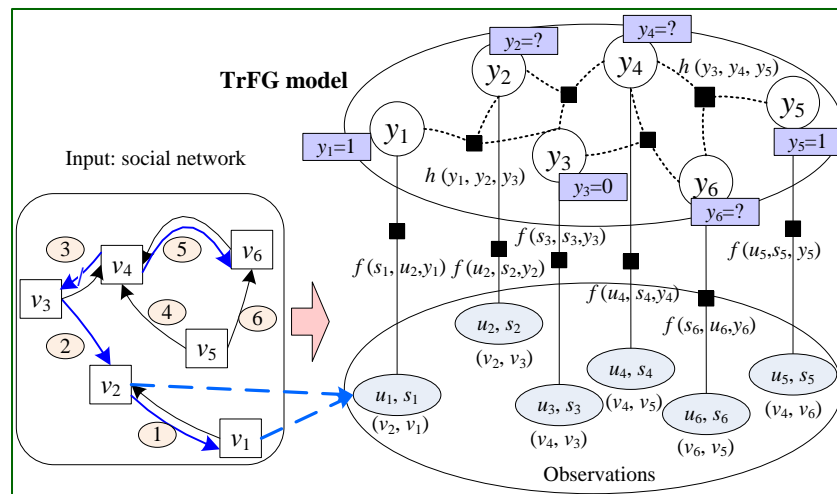 TrFG model
y2=?
y4=?
y2
y4
h (y3, y4, y5)
y5
y1
y1=1
y3
y5=1
y3=0
y6
y6=?
h (y1, y2, y3)
Input: social network
3
5
v4
v6
v3
4
6
2
v5
v2
1
v1
f (s1, u2,y1)
f (u2, s2,y2)
f (s3, s3,y3)
f (u4, s4,y4)
f (s6, u6,y6)
f (u5,s5, y5)
u1, s1
(v2, v1)
u2, s2
(v2, v3)
u3, s3
(v4, v3)
u4, s4
(v4, v5)
u6, s6
(v6, v5)
u5, s5
(v4, v6)
Observations